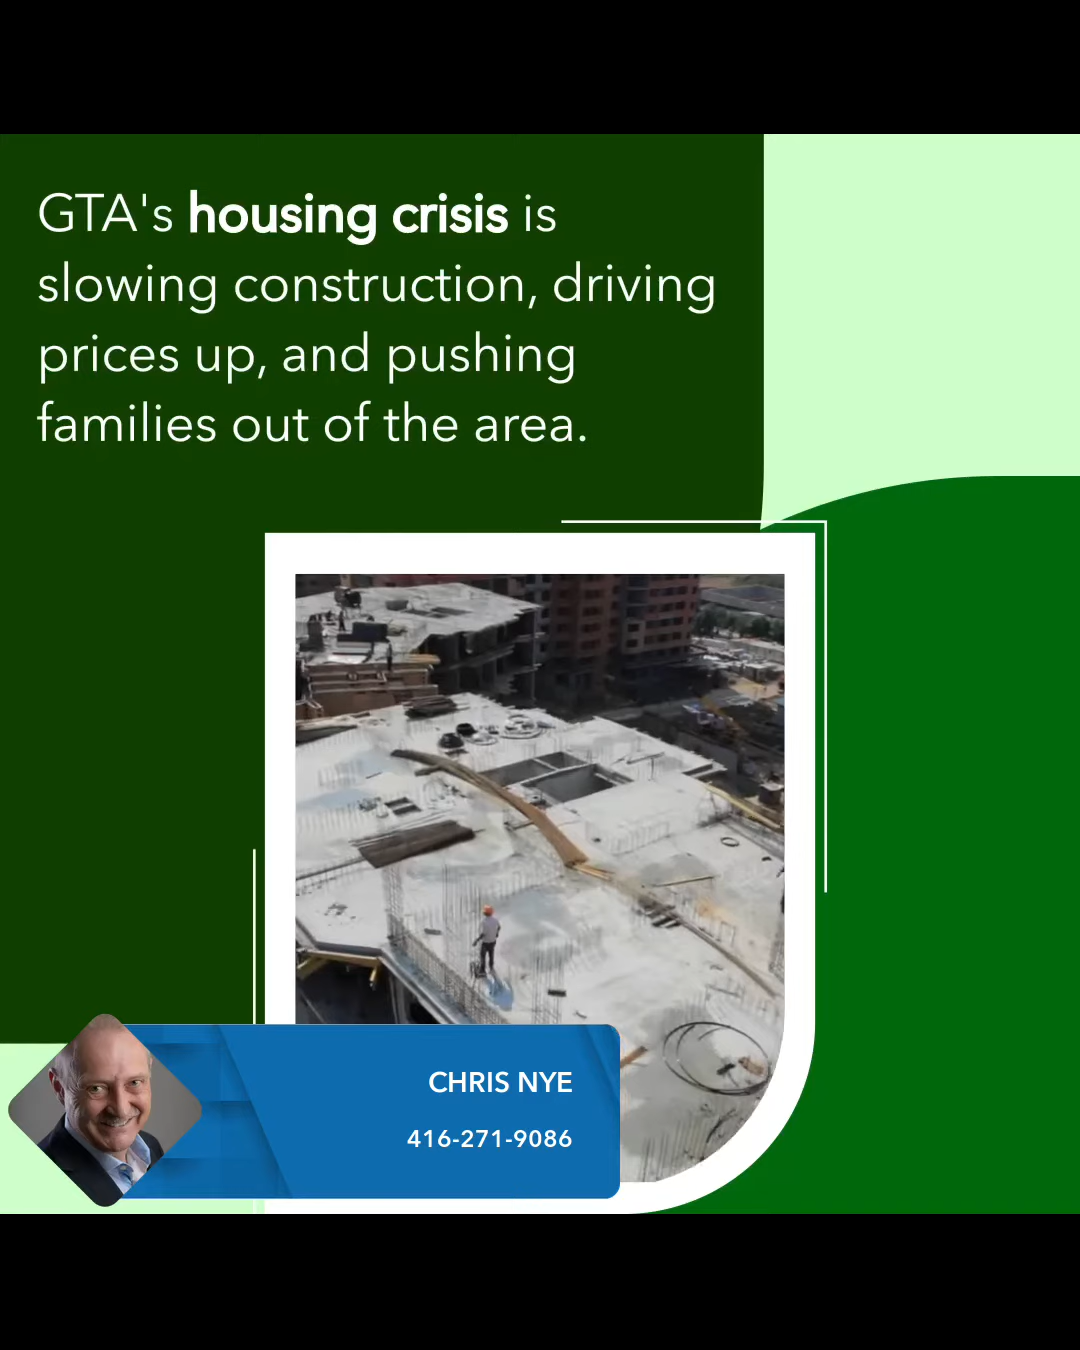 GTA's housing crisis is
slowing construction, driving
prices up, and pushing
families out of the area.
CHRIS NYE
416-271-9086